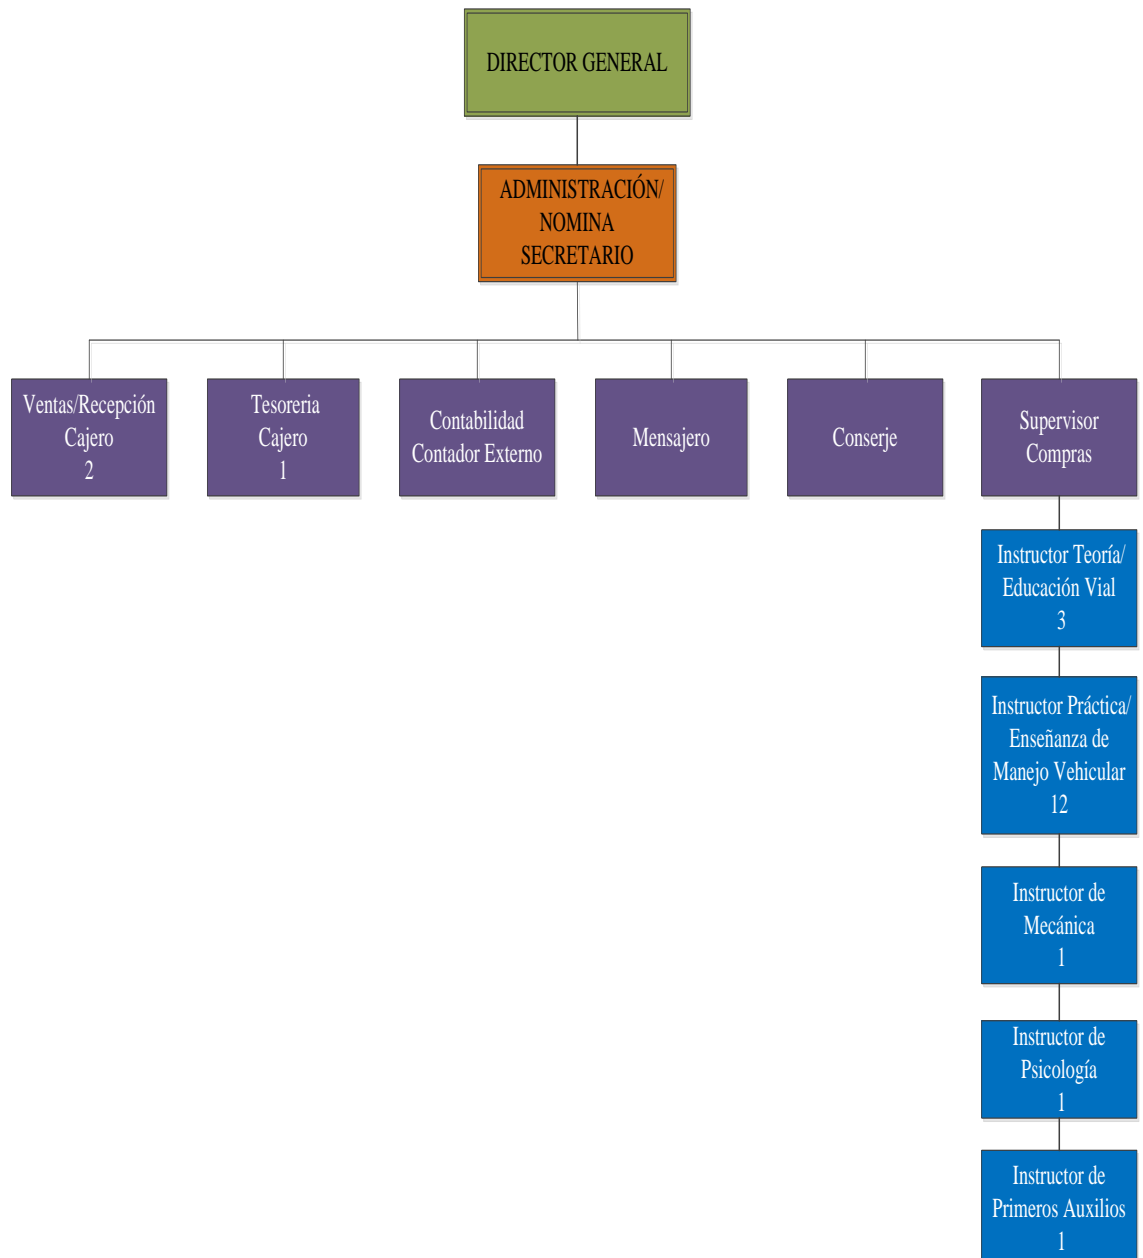 DIRECTOR GENERAL
ADMINISTRACIÓN/
NOMINA
SECRETARIO
Ventas/Recepción
Cajero
2
Tesoreria
Cajero
1
Contabilidad
Contador Externo
Mensajero
Conserje
Supervisor
Compras
Instructor Teoría/
Educación Vial
3
Instructor Práctica/
Enseñanza de
Manejo Vehicular
12
Instructor de
Mecánica
1
Instructor de
Psicología
1
Instructor de
Primeros Auxilios
1